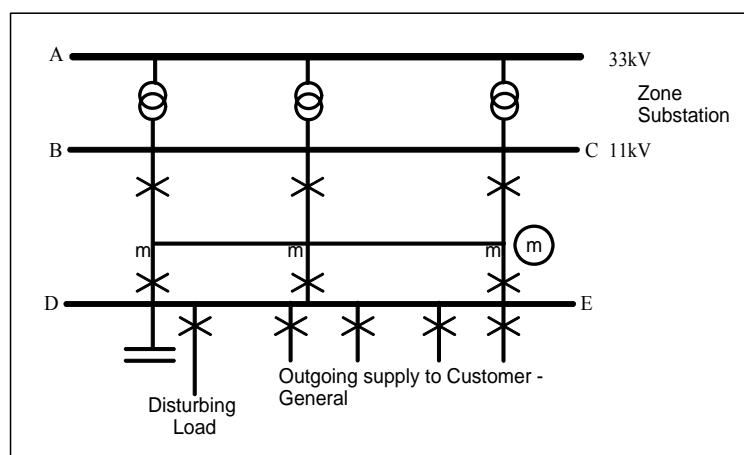 A
33kV
Zone
Substation
B
C 11kV
m m m m
D
E
Outgoing supply to Customer -
General
Disturbing
Load